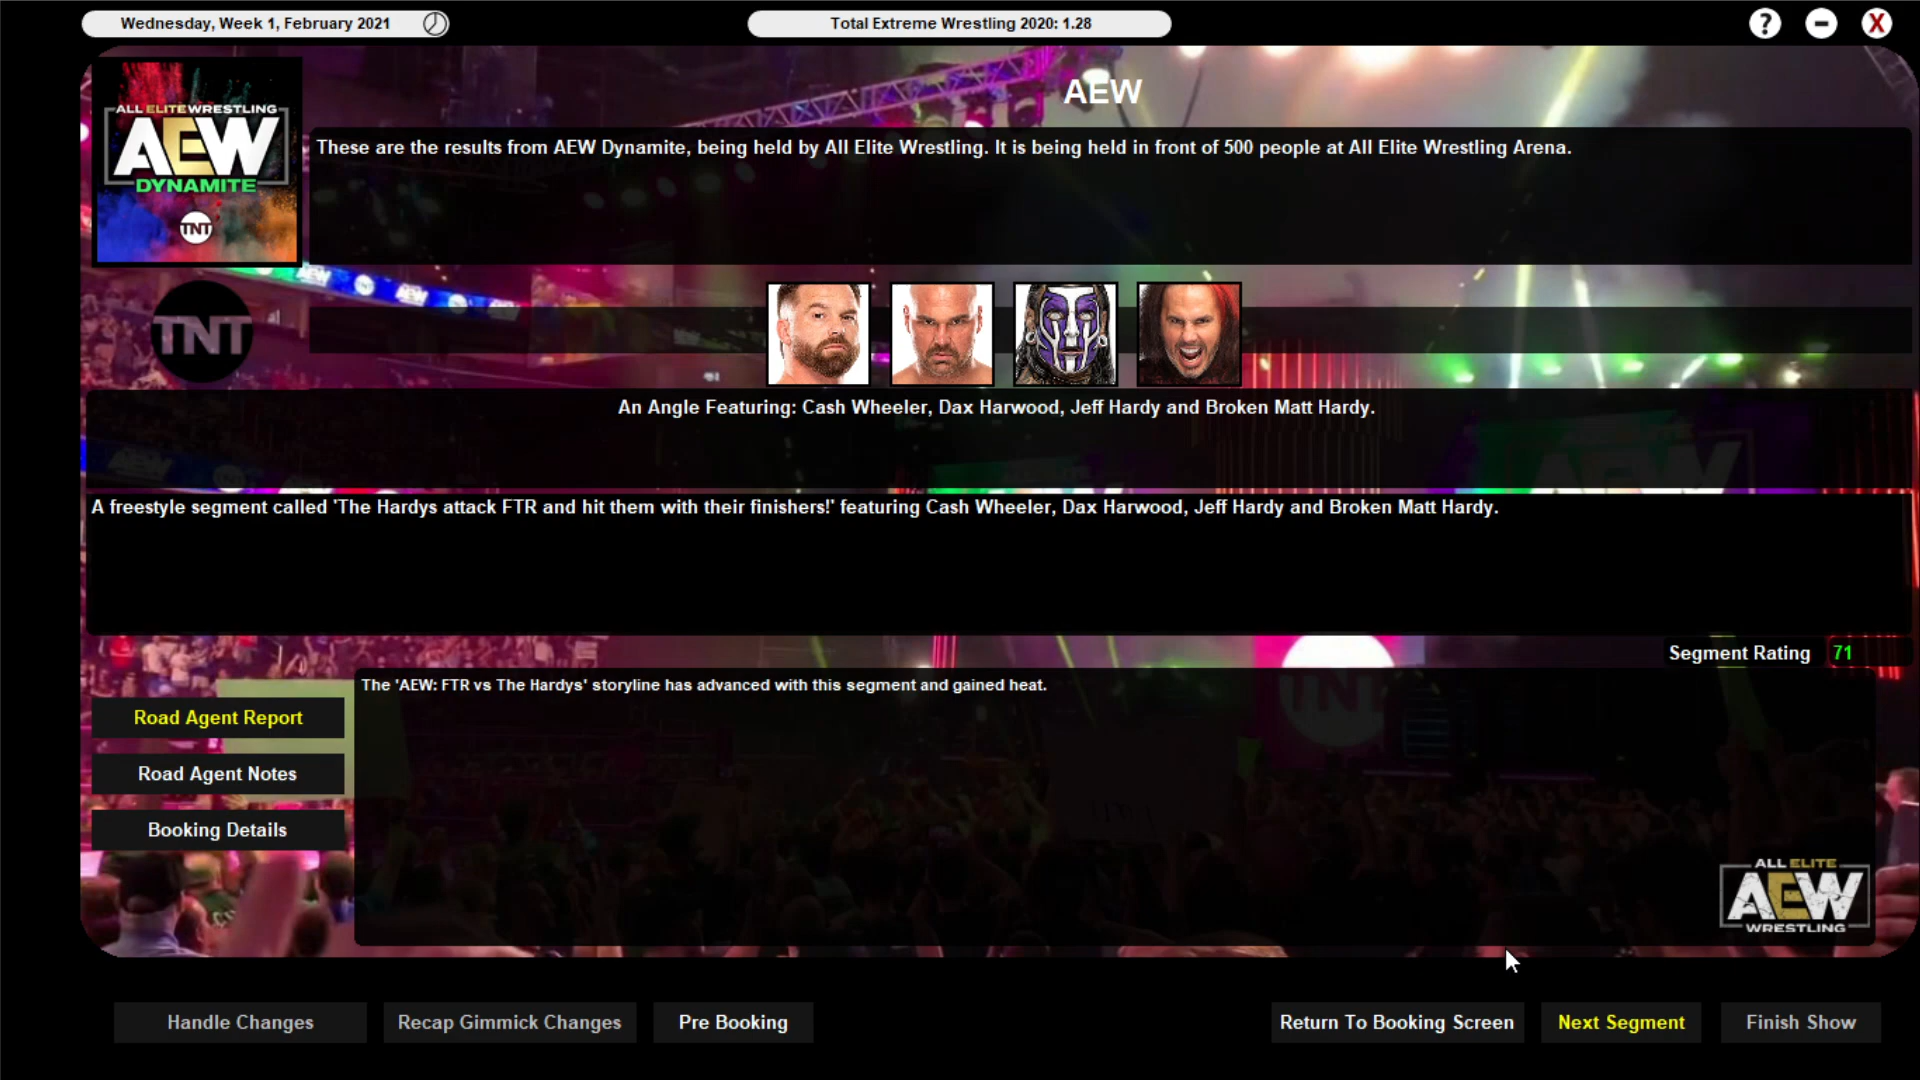 Wednesday, Week 1, February 2021
Total Extreme Wrestling 2020: 1.28
?
X
ALL ELITE WRESTLING
AEW
DYNAMITE
TNT
AEW
These are the results from AEW Dynamite, being held by All Elite Wrestling. It is being held in front of 500 people at All Elite Wrestling Arena.
TNT
An Angle Featuring: Cash Wheeler, Dax Harwood, Jeff Hardy and Broken Matt Hardy.
A freestyle segment called 'The Hardys attack FTR and hit them with their finishers!' featuring Cash Wheeler, Dax Harwood, Jeff Hardy and Broken Matt Hardy.
Segment Rating 71
The 'AEW: FTR vs The Hardys' storyline has advanced with this segment and gained heat.
Road Agent Report
Road Agent Notes
Booking Details
ALL ELITE
AEW
WRESTLING
Handle Changes
Recap Gimmick Changes
Pre Booking
Return To Booking Screen
Next Segment
Finish Show